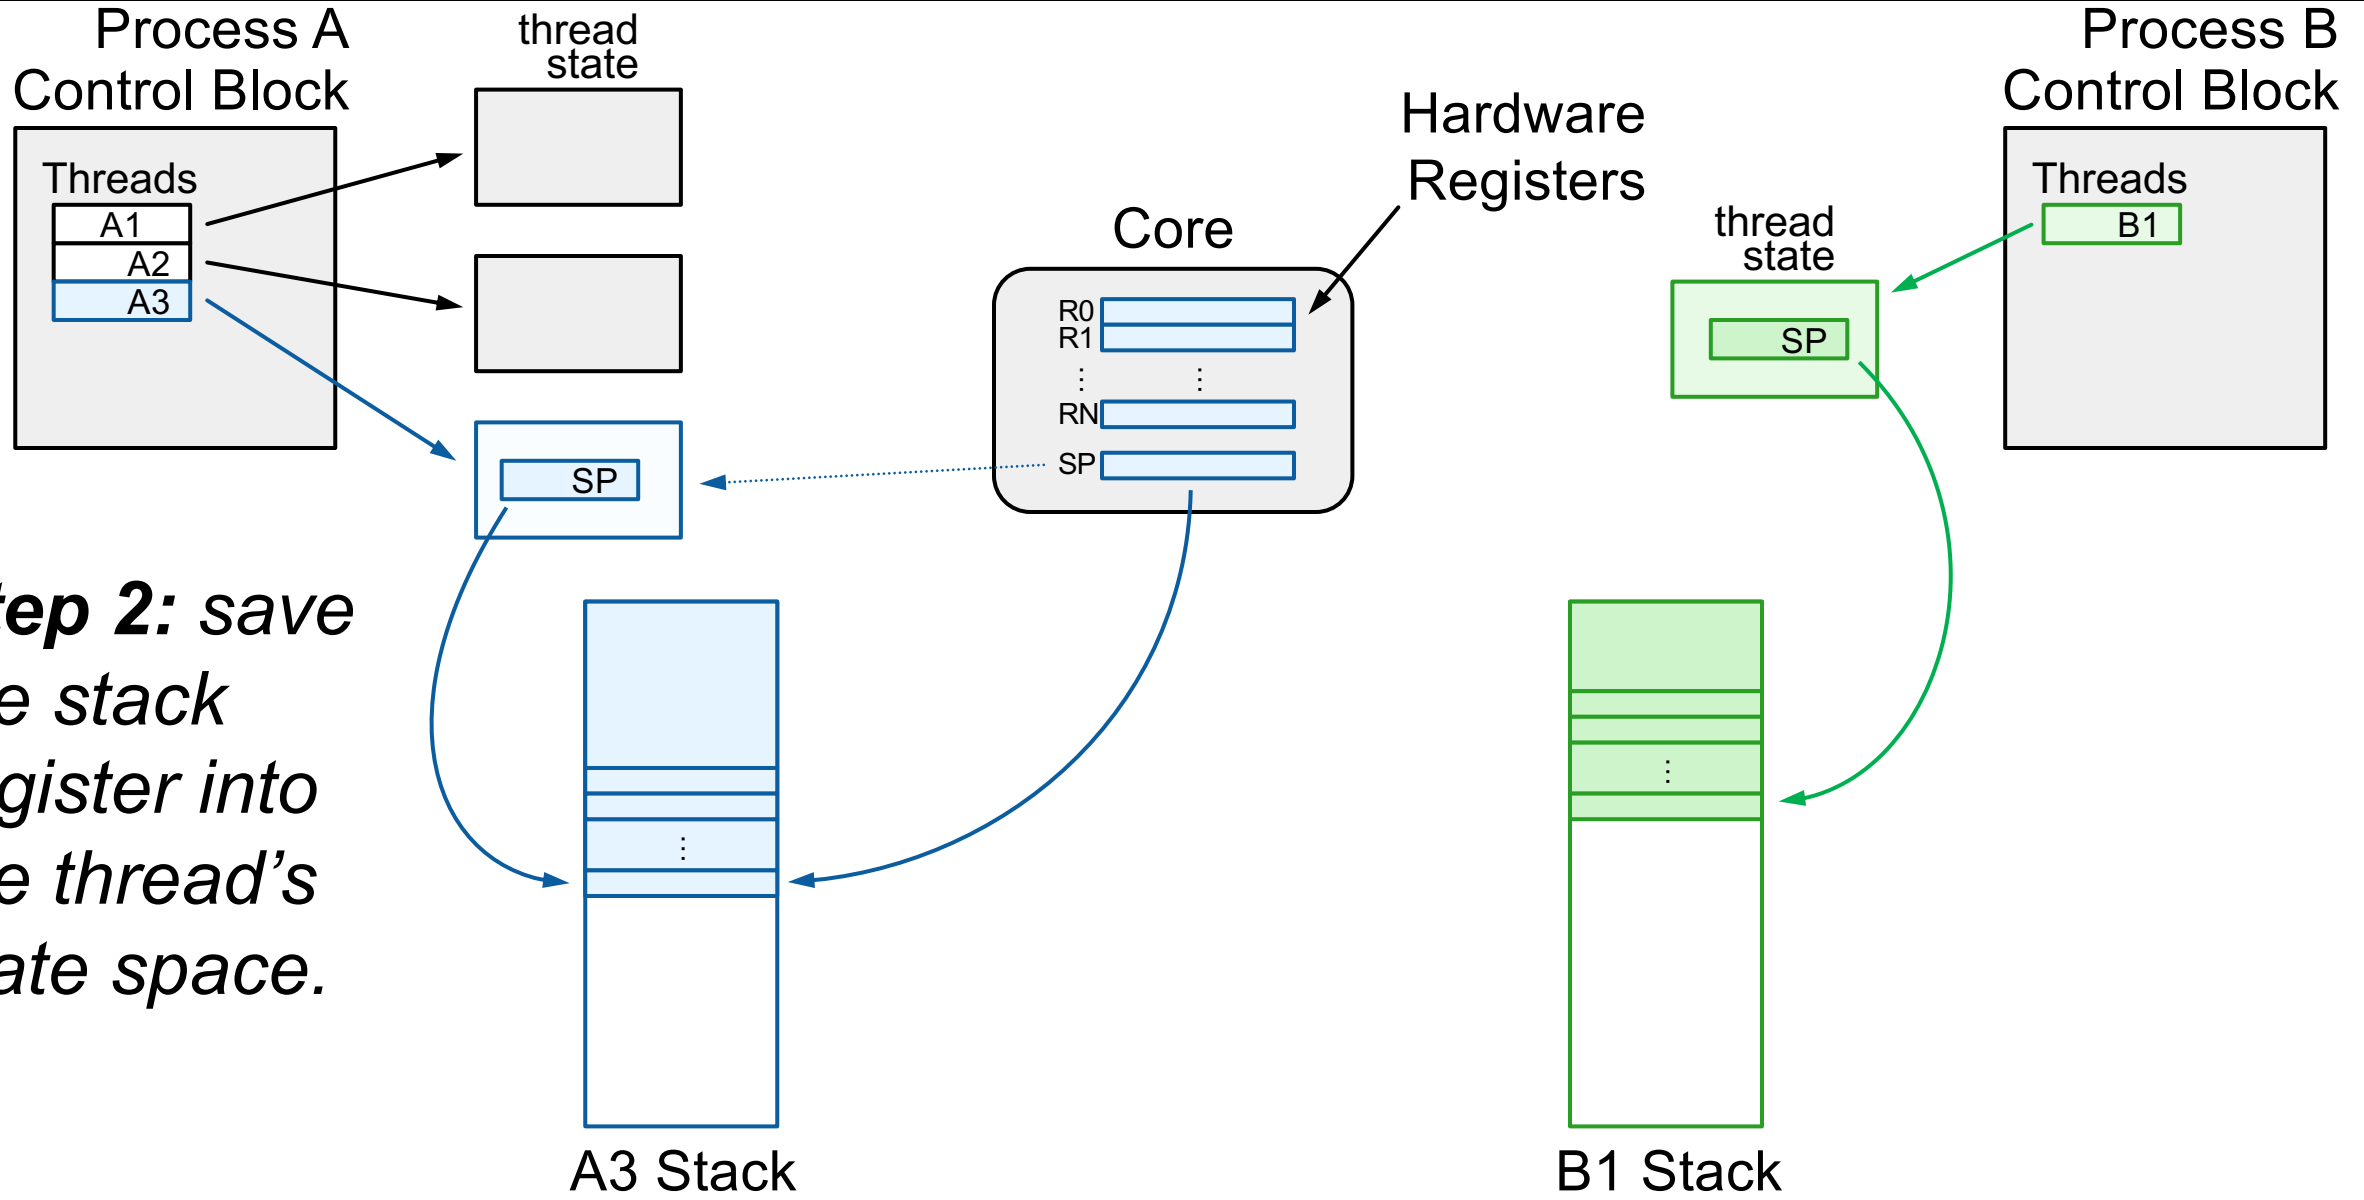 Process A
Control Block
Threads
A1
A2
A3
thread
state
SP
Core
Hardware
Registers
R0
R1
⋮ ⋮
RN
SP
thread
state
SP
Process B
Control Block
Threads
B1
tep 2: save
e stack
gister into
e thread’s
ate space.
⋮
A3 Stack
⋮
B1 Stack